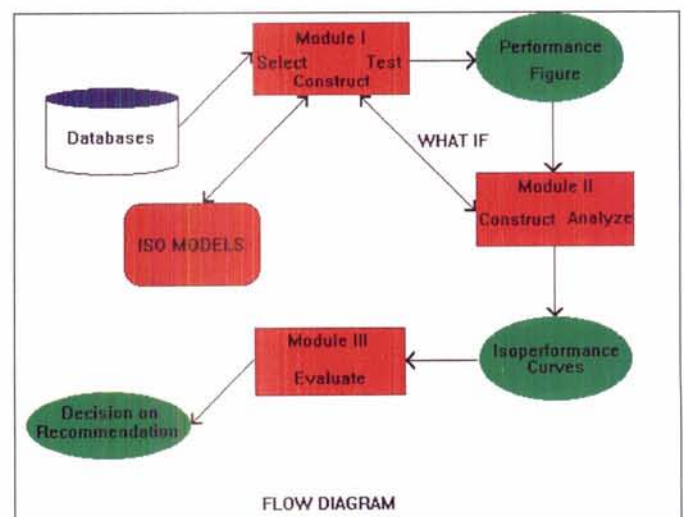 Module I
Select Test
Construct
Performance
Figure
Databases
WHAT IF
Module II
Construct Analyze
ISO MODELS
Module III
Evaluate
Isoperformance
Curves
Decision on
Recommendation
FLOW DIAGRAM